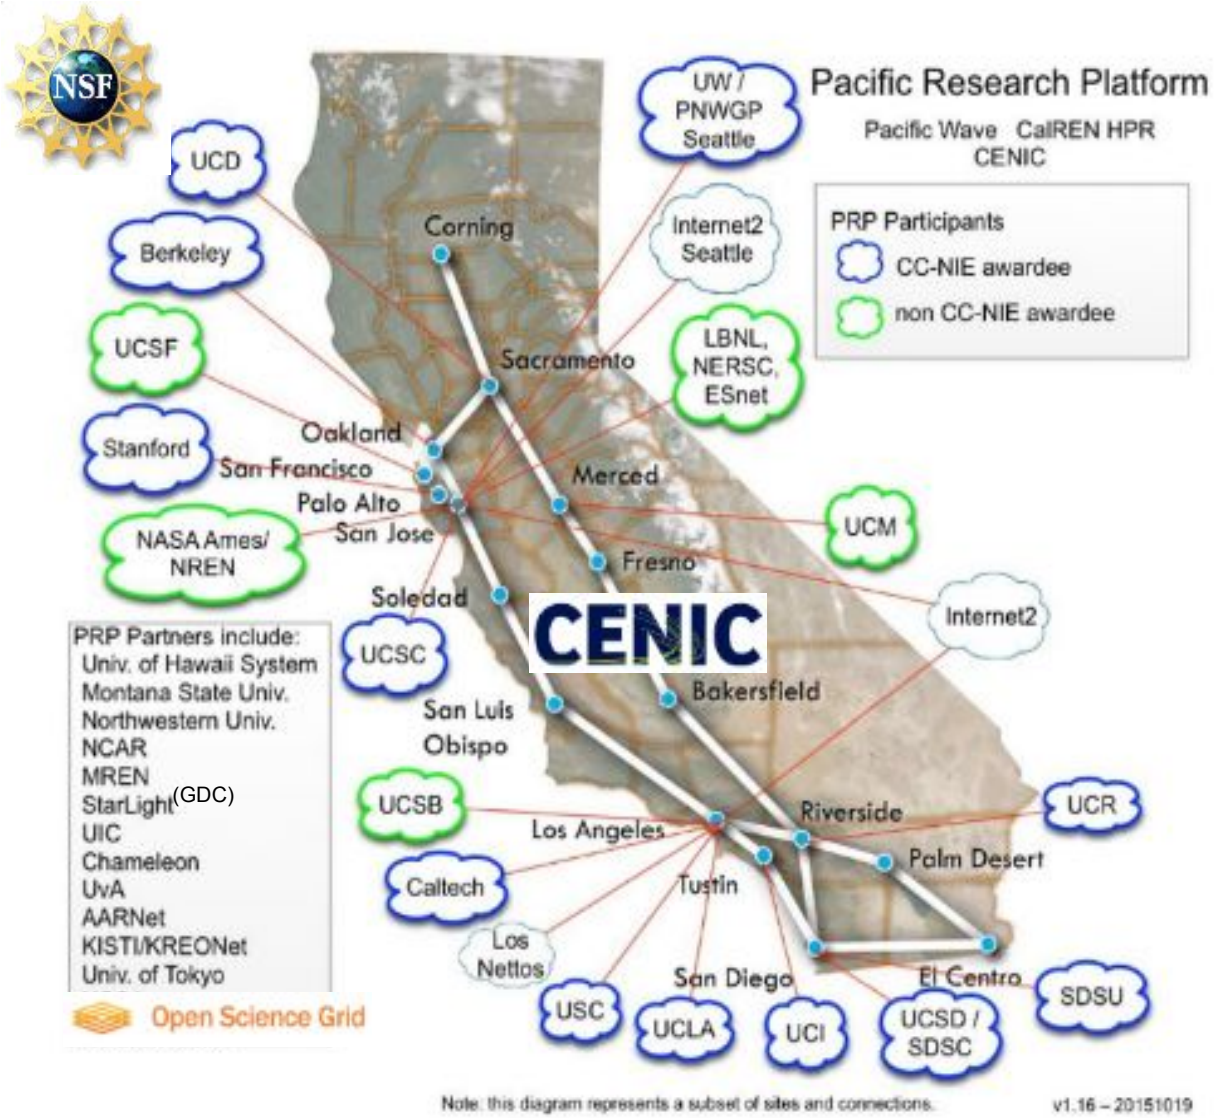 NSF
Pacific Research Platform
Pacific Wave CalREN HPR
CENIC
PRP Participants
CC-NIE awardee
non CC-NIE awardee
UW /
PNWGP
Seattle
Internet2
Seattle
LBNL,
NERSC,
ESnet
UCD
Berkeley
UCSF
Stanford
NASA Ames/
NREN
UCSC
UCM
Internet2
Corning
Sacramento
Oakland
San Francisco
Palo Alto
San Jose
Merced
Fresno
Soledad
CENIC
San Luis
Obispo
Bakersfield
Los Angeles
Riverside
Palm Desert
Tustin
San Diego
El Centro
UCSB
Caltech
Los
Nettos
USC
UCLA
UCI
UCSD /
SDSC
SDSU
UCR
PRP Partners include:
Univ. of Hawaii System
Montana State Univ.
Northwestern Univ.
NCAR
MREN
StarLight (GDC)
UIC
Chameleon
UvA
AARNet
KISTI/KREONet
Univ. of Tokyo
Open Science Grid
Note: this diagram represents a subset of sites and connections.
v1.16 – 20151019